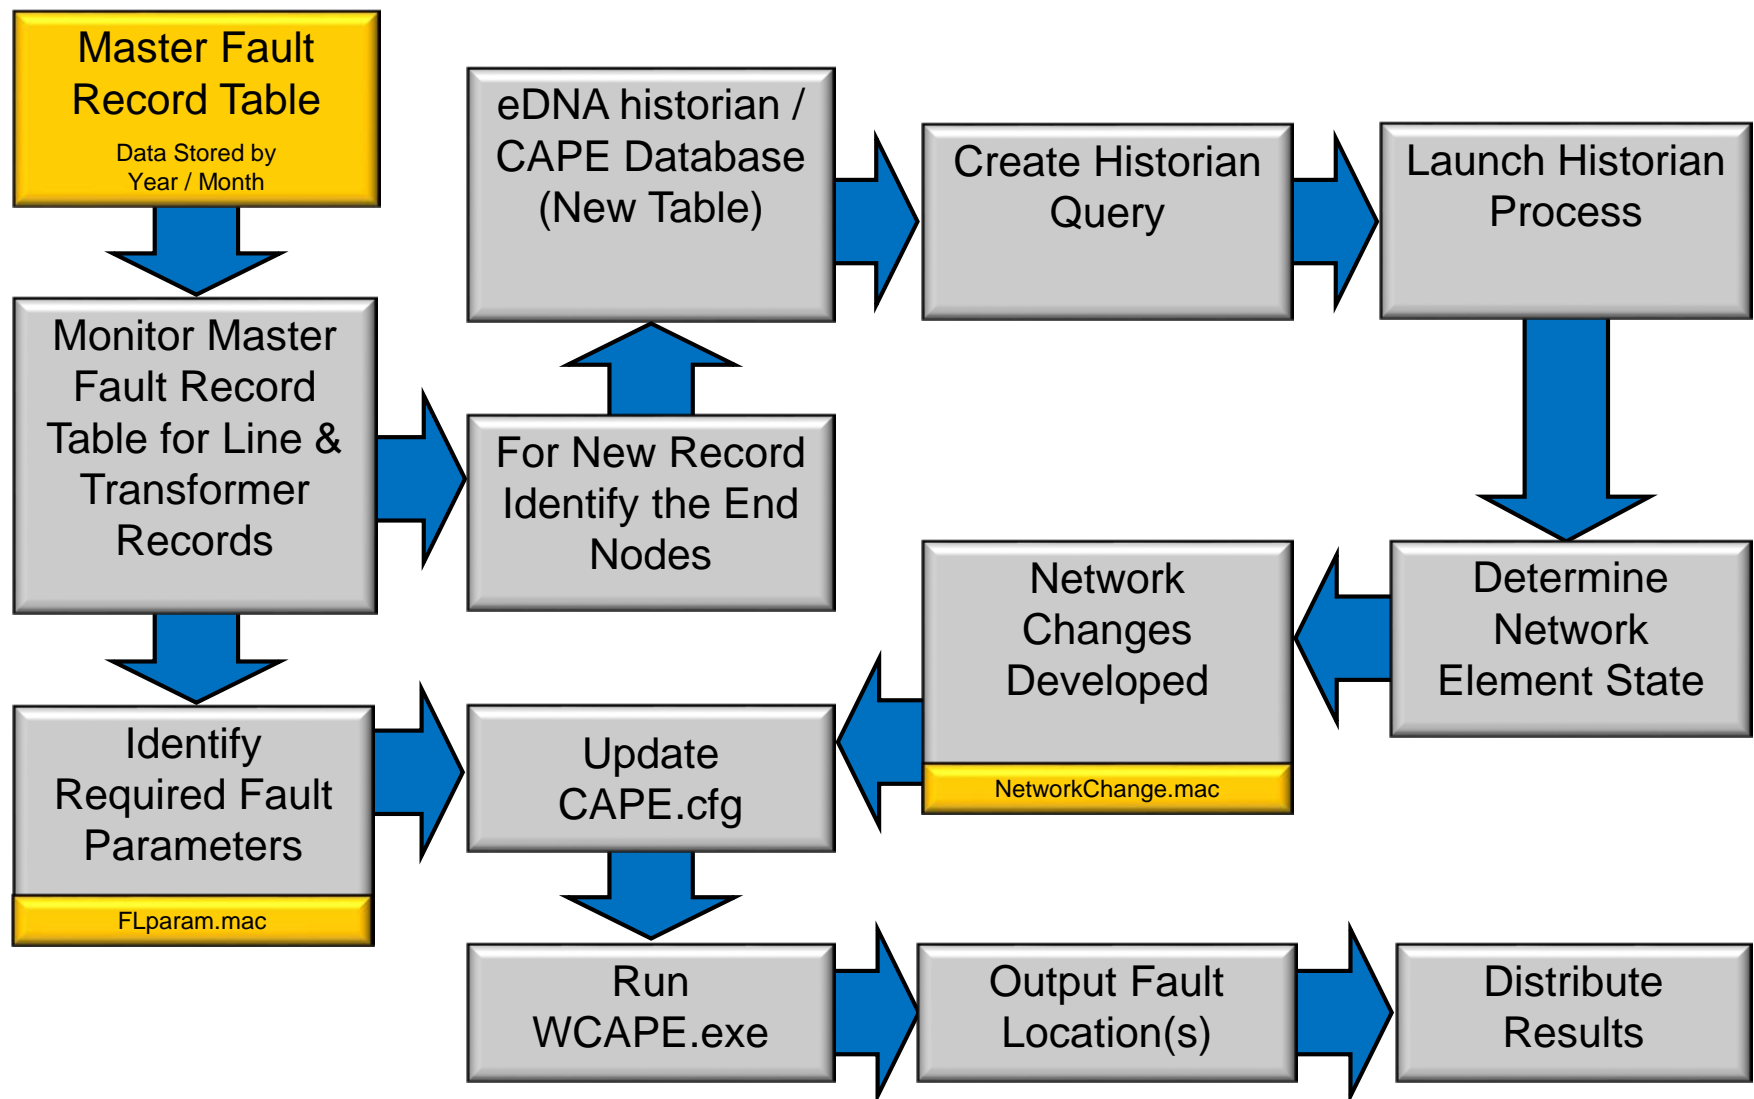 Master Fault
Record Table
Data Stored by
Year / Month
Monitor Master
Fault Record
Table for Line &
Transformer
Records
Identify
Required Fault
Parameters
FLparam.mac
eDNA historian /
CAPE Database
(New Table)
For New Record
Identify the End
Nodes
Create Historian
Query
Launch Historian
Process
Determine
Network
Element State
Network
Changes
Developed
NetworkChange.mac
Update
CAPE.cfg
Run
WCAPE.exe
Output Fault
Location(s)
Distribute
Results